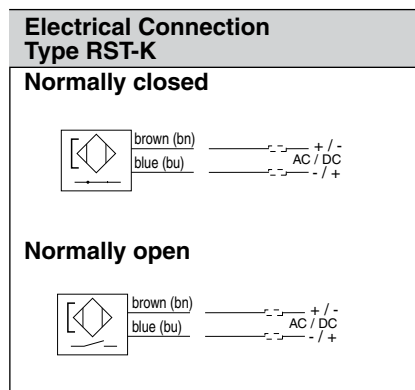 Electrical Connection
Type RST-K
Normally closed
brown (bn)
blue (bu)
+ / -
AC / DC
- / +
Normally open
brown (bn)
blue (bu)
+ / -
AC / DC
- / +